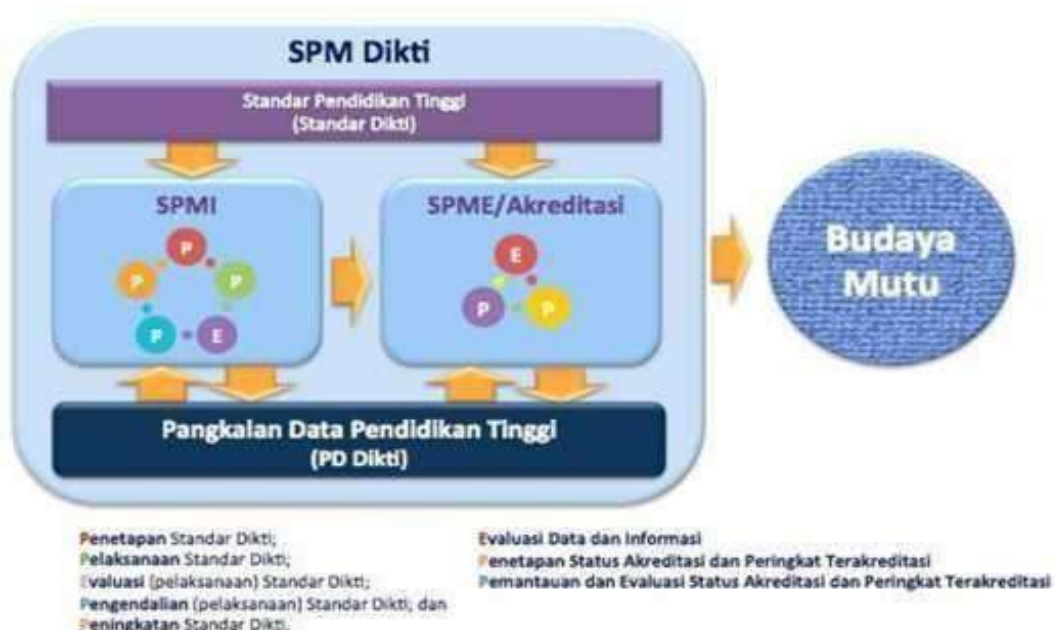 SPM Dikti
Standar Pendidikan Tinggi
(Standar Dikti)
SPMI
P
P
P
P
E
SPME/Akreditasi
E
P
P
Budaya
Mutu
Pangkalan Data Pendidikan Tinggi
(PD Dikti)
Penetapan Standar Dikti;
Pelaksanaan Standar Dikti;
Evaluasi (pelaksanaan) Standar Dikti;
Pengendalian (pelaksanaan) Standar Dikti; dan
Peningkatan Standar Dikti.
Evaluasi Data dan Informasi
Penetapan Status Akreditasi dan Peringkat Terakreditasi
Pemantauan dan Evaluasi Status Akreditasi dan Peringkat Terakreditasi